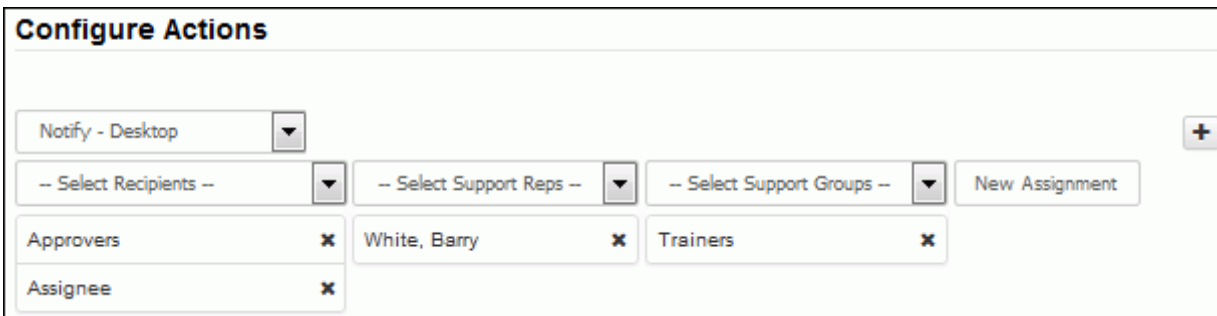 Configure Actions
Notify - Desktop
-- Select Recipients -- -- Select Support Reps -- -- Select Support Groups -- New Assignment
Approvers White, Barry Trainers
Assignee